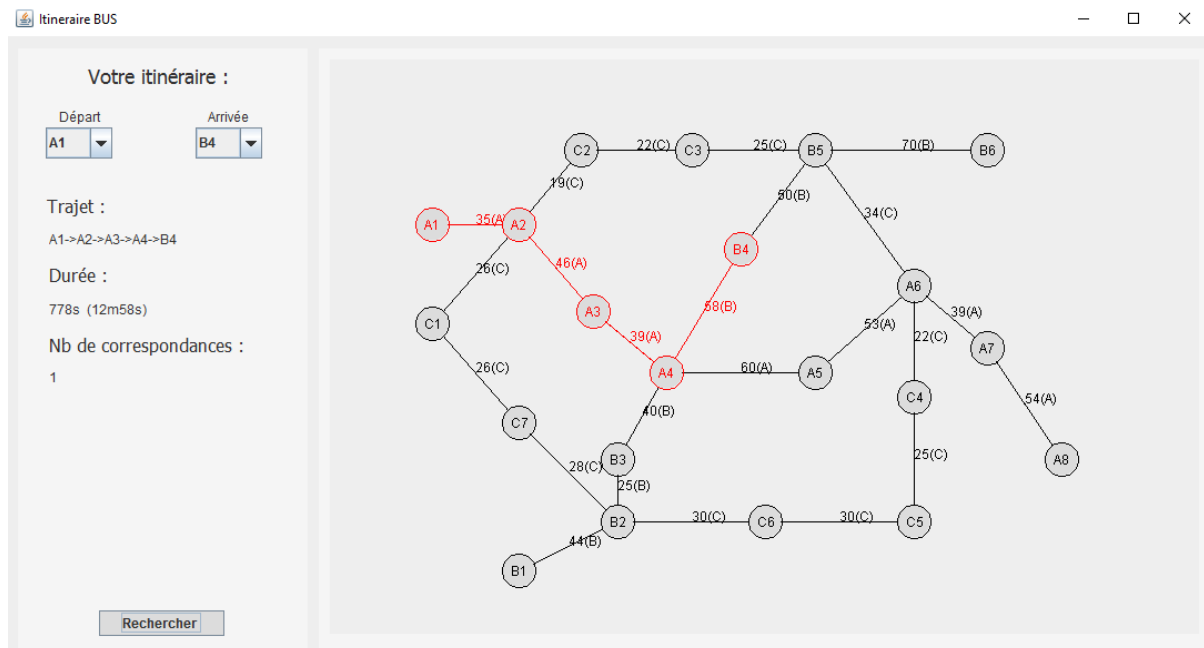 Itineraire BUS
Votre itinéraire :
Départ
Arrivée
A1
B4
Trajet :
A1->A2->A3->A4->B4
Durée :
778s (12m58s)
Nb de correspondances :
1
Rechercher
C2
22(C)
C3
25(C)
B5
70(B)
B6
19(C)
50(B)
34(C)
A1
35(A)
A2
B4
46(A)
26(C)
A6
58(B)
A3
39(A)
C1
53(A)
39(A)
22(C)
A7
26(C)
A4
60(A)
A5
C4
54(A)
40(B)
C7
25(C)
28(C)
B3
A8
25(B)
B2
30(C)
C6
30(C)
C5
44(B)
B1